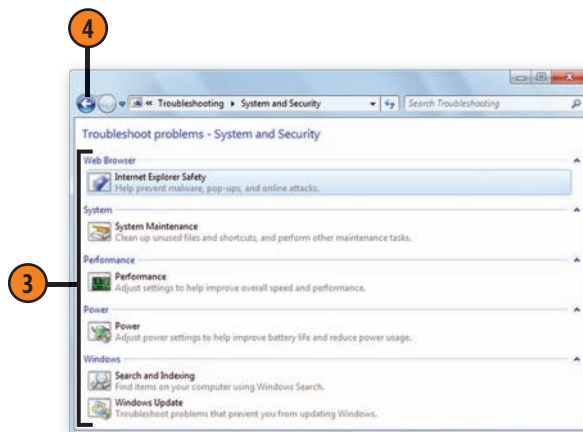 4
« Troubleshooting ▸ System and Security
Search Troubleshooting
Troubleshoot problems - System and Security
Web Browser
Internet Explorer Safety
Help prevent malware, pop-ups, and online attacks.
System
System Maintenance
Clean up unused files and shortcuts, and perform other maintenance tasks.
Performance
Performance
Adjust settings to help improve overall speed and performance.
3
Power
Power
Adjust power settings to help improve battery life and reduce power usage.
Windows
Search and Indexing
Find items on your computer using Windows Search.
Windows Update
Troubleshoot problems that prevent you from updating Windows.